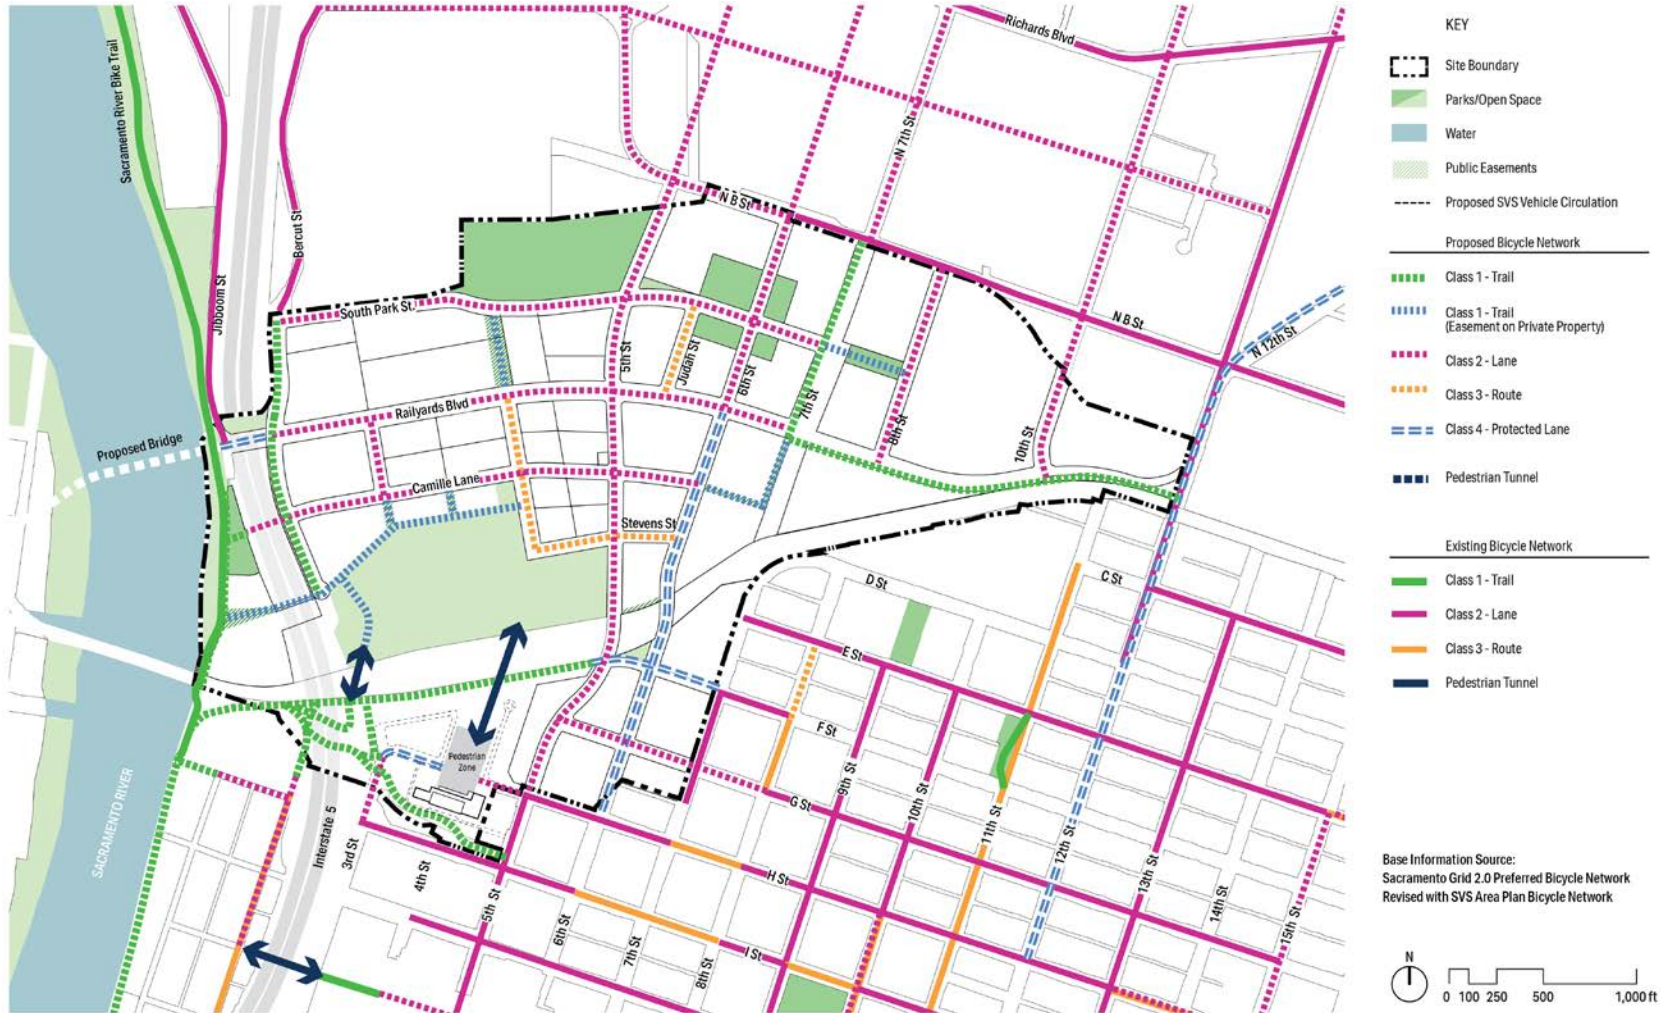 Richards Blvd
Sacramento River Bike Trail
N 7th St
Bercut St
N B St
Jibboom St
South Park St.
N B St
N 12th St
5th St
Judah St
6th St
7th St
8th St
10th St
Railyards Blvd
Proposed Bridge
Camille Lane
Stevens St
D St
C St
E St
F St
Pedestrian
Zone
G St
9th St
10th St
11th St
12th St
13th St
14th St
15th St
SACRAMENTO RIVER
Interstate 5
3rd St
4th St
5th St
6th St
7th St
8th St
H St
I St
KEY
Site Boundary
Parks/Open Space
Water
Public Easements
Proposed SVS Vehicle Circulation
Proposed Bicycle Network
Class 1 - Trail
Class 1 - Trail
(Easement on Private Property)
Class 2 - Lane
Class 3 - Route
Class 4 - Protected Lane
Pedestrian Tunnel
Existing Bicycle Network
Class 1 - Trail
Class 2 - Lane
Class 3 - Route
Pedestrian Tunnel
Base Information Source:
Sacramento Grid 2.0 Preferred Bicycle Network
Revised with SVS Area Plan Bicycle Network
N
0 100 250 500 1,000 ft